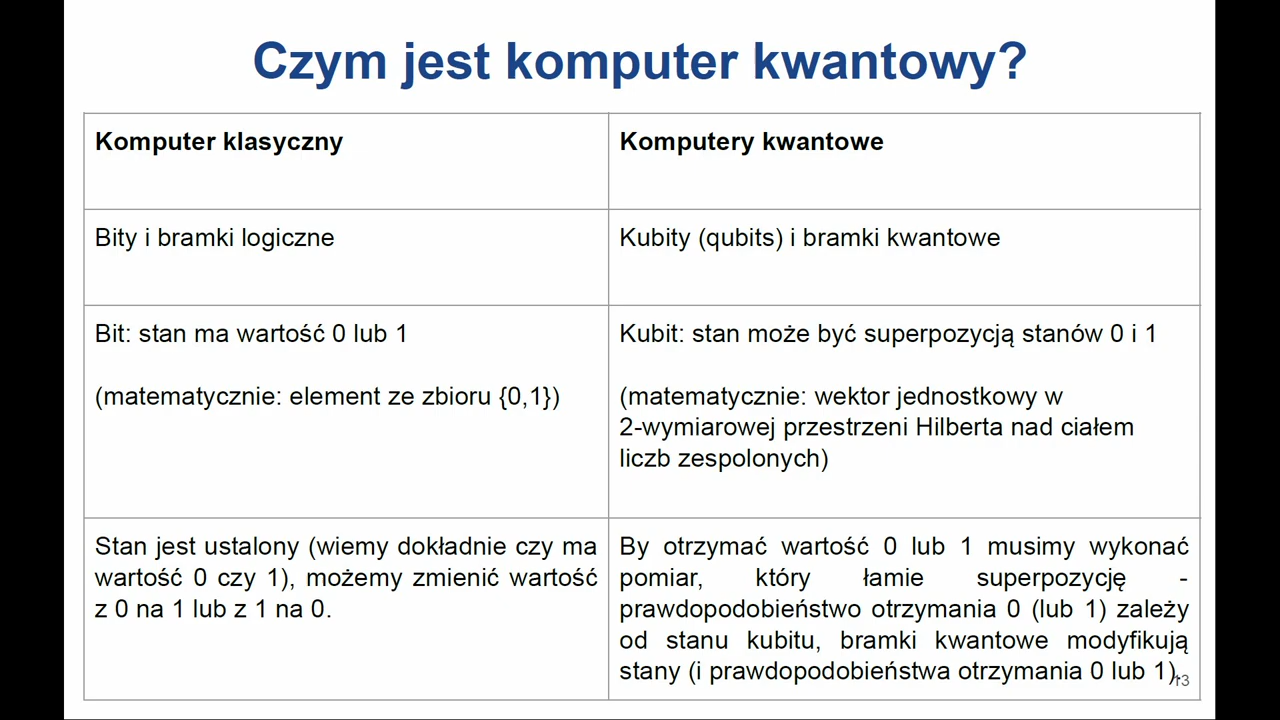 Czym jest komputer kwantowy?
Komputer klasyczny
Komputery kwantowe
Bity i bramki logiczne
Kubity (qubits) i bramki kwantowe
Bit: stan ma wartość 0 lub 1
(matematycznie: element ze zbioru {0,1})
Kubit: stan może być superpozycją stanów 0 i 1
(matematycznie: wektor jednostkowy w
2-wymiarowej przestrzeni Hilberta nad ciałem
liczb zespolonych)
Stan jest ustalony (wiemy dokładnie czy ma
wartość 0 czy 1), możemy zmienić wartość
z 0 na 1 lub z 1 na 0.
By otrzymać wartość 0 lub 1 musimy wykonać
pomiar, który łamie superpozycję -
prawdopodobieństwo otrzymania 0 (lub 1) zależy
od stanu kubitu, bramki kwantowe modyfikują
stany (i prawdopodobieństwa otrzymania 0 lub 1).
13